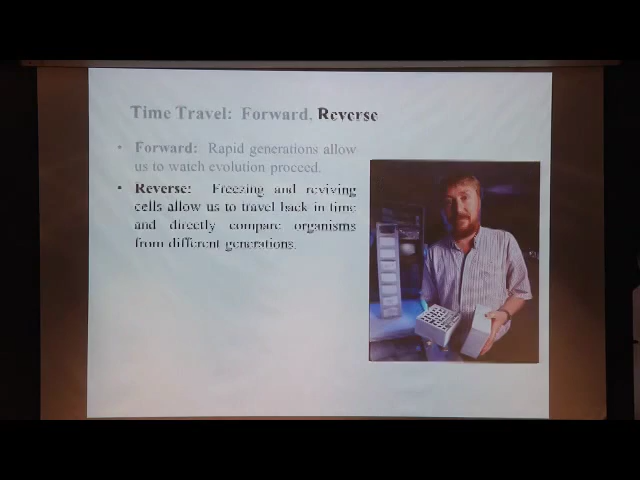 Time Travel: Forward, Reverse
• Forward: Rapid generations allow
us to watch evolution proceed.
• Reverse: Freezing and reviving
cells allow us to travel back in time
and directly compare organisms
from different generations.